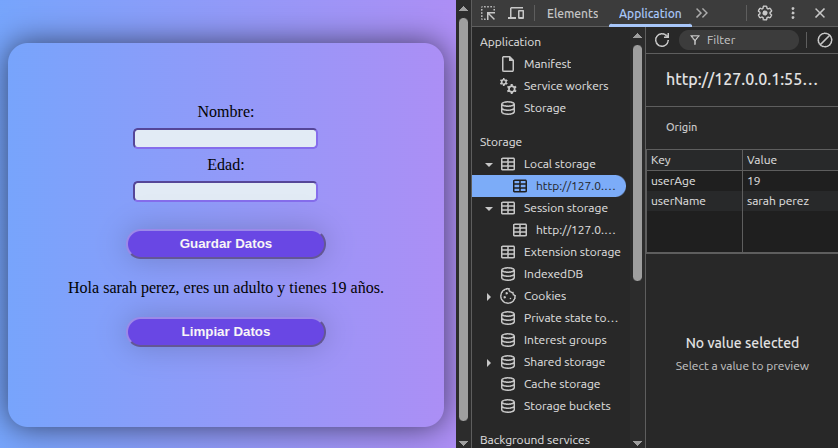 Nombre:
Edad:
Guardar Datos
Hola sarah perez, eres un adulto y tienes 19 años.
Limpiar Datos
Elements
Application
Application
Manifest
Service workers
Storage
Storage
Local storage
http://127.0....
Session storage
http://127.0....
Extension storage
IndexedDB
Cookies
Private state to...
Interest groups
Shared storage
Cache storage
Storage buckets
Background services
Filter
http://127.0.0.1:55...
Origin
Key Value
userAge 19
userName sarah perez
No value selected
Select a value to preview